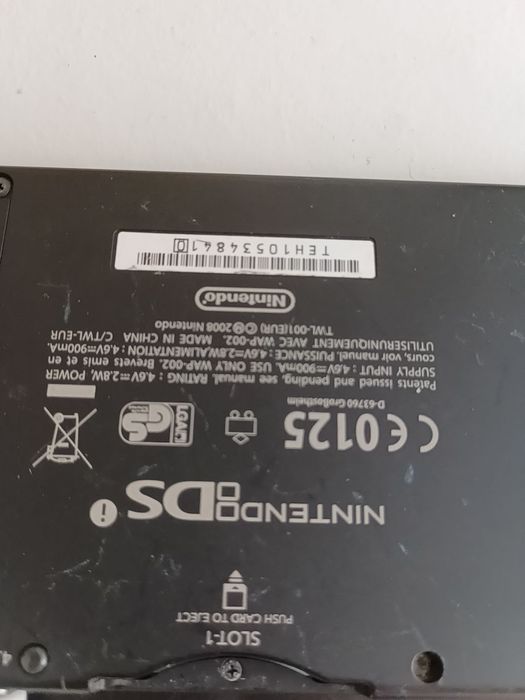 SLOT-1
PUSH CARD TO EJECT
NINTENDO DSi
CE0125
D-63760 Großostheim
LGA
GS
Patents issued and pending, see manual. RATING : 4,6V⎓2,8W, POWER
SUPPLY INPUT : 4,6V⎓900mA. USE ONLY WAP-002. Brevets émis et en
cours, voir manuel. PUISSANCE : 4,6V⎓2,8W ALIMENTATION : 4,6V⎓900mA.
UTILISER UNIQUEMENT AVEC WAP-002. MADE IN CHINA C/TWL-EUR
TWL-001(EUR) ©Ⓜ2008 Nintendo
Nintendo®
TEH105348410